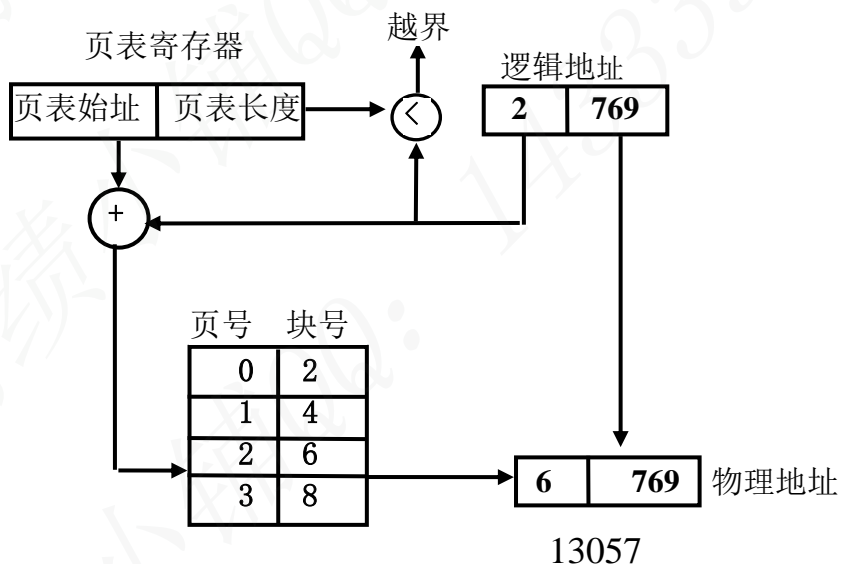 页表寄存器
越界
逻辑地址
页表始址 页表长度
<
2 769
+
页号 块号
0 2
1 4
2 6
3 8
6 769
物理地址
13057